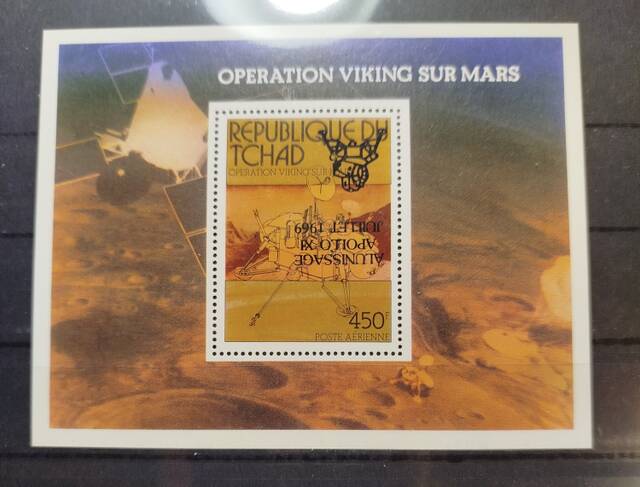 OPERATION VIKING SUR MARS
REPUBLIQUE DU
TCHAD
OPERATION VIKING SUR
ALUNISSAGE
APOLLO XI
JUILLET 1969
450F
POSTE AERIENNE